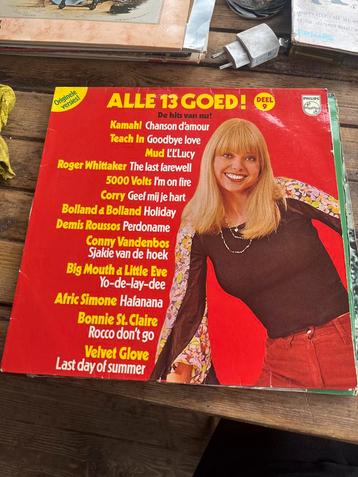 Originele
versies!
ALLE 13 GOED!
DEEL
9
PHILIPS
De hits van nu!
Kamahl Chanson d'amour
Teach In Goodbye love
Mud L'L'Lucy
Roger Whittaker The last farewell
5000 Volts I'm on fire
Corry Geef mij je hart
Bolland & Bolland Holiday
Demis Roussos Perdoname
Conny Vandenbos
Sjakie van de hoek
Big Mouth & Little Eve
Yo-de-lay-dee
Afric Simone Hafanana
Bonnie St. Claire
Rocco don't go
Velvet Glove
Last day of summer